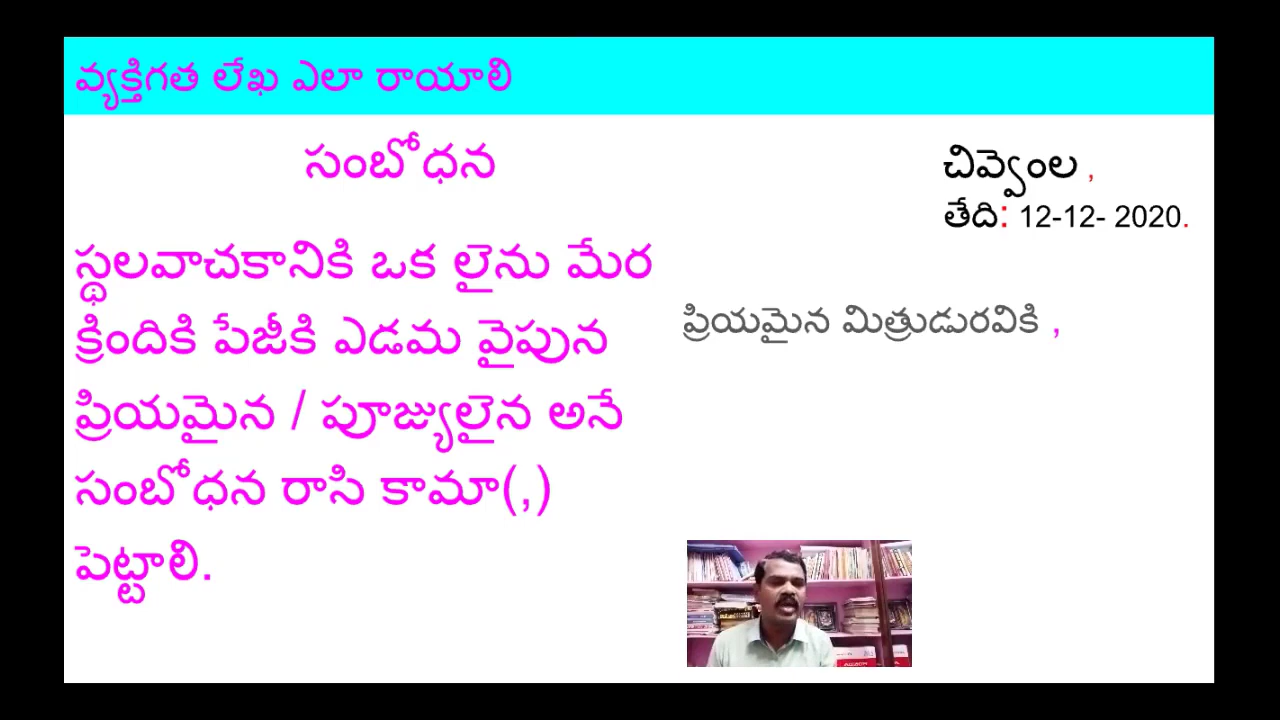 వ్యక్తిగత లేఖ ఎలా రాయాలి
సంబోధన
స్థలవాచకానికి ఒక లైను మేర
క్రిందికి పేజీకి ఎడమ వైపున
ప్రియమైన / పూజ్యులైన అనే
సంబోధన రాసి కామా(,)
పెట్టాలి.
చివ్వెంల ,
తేది: 12-12- 2020.
ప్రియమైన మిత్రుడురవికి ,